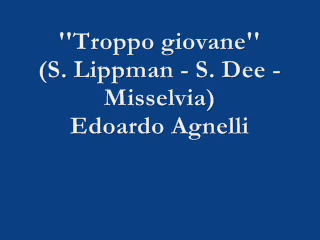 "Troppo giovane"
(S. Lippman - S. Dee -
Misselvia)
Edoardo Agnelli